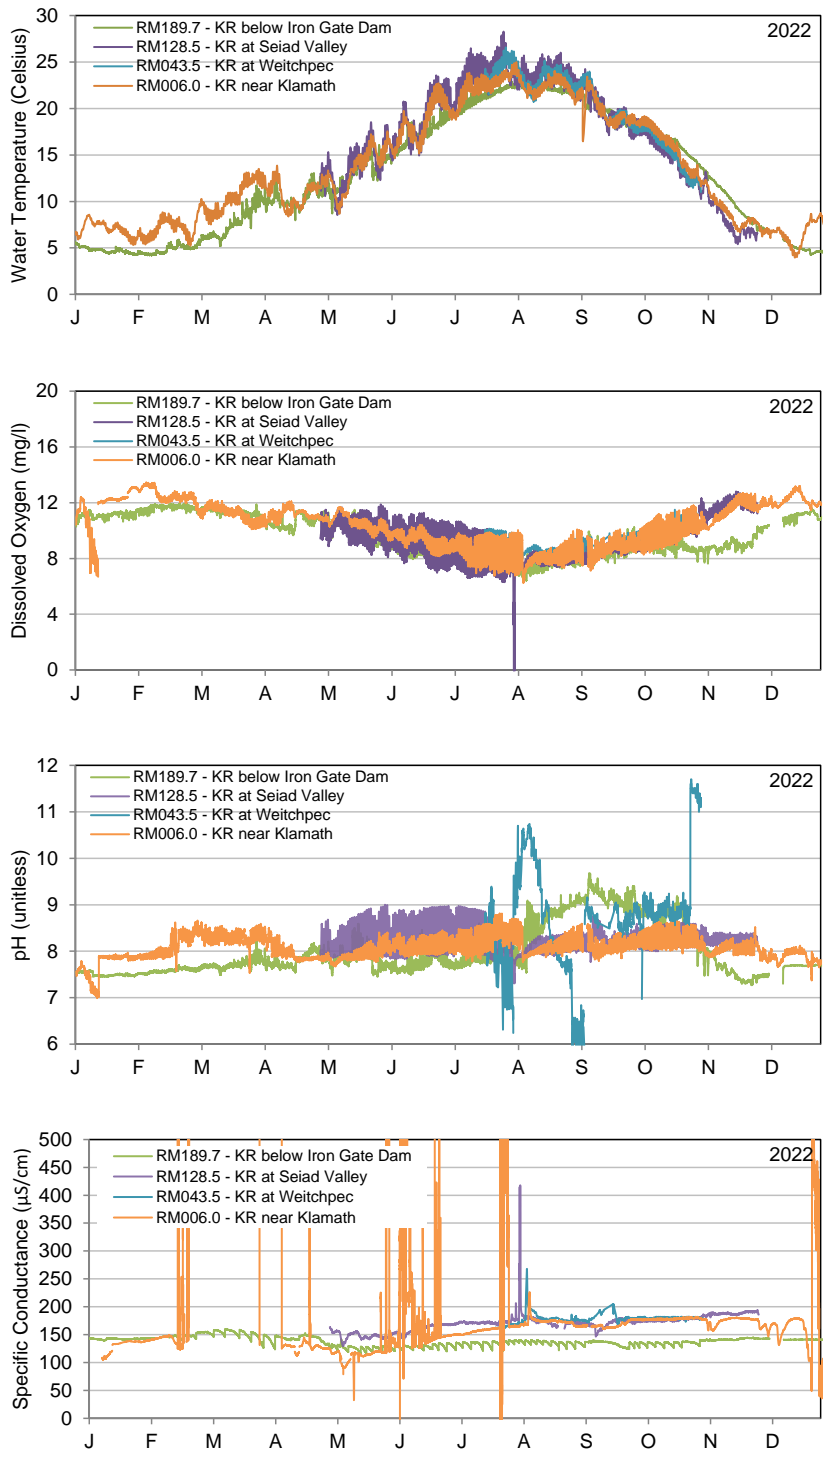 30
25
20
15
10
5
0
Water Temperature (Celsius)
RM189.7 - KR below Iron Gate Dam
RM128.5 - KR at Seiad Valley
RM043.5 - KR at Weitchpec
RM006.0 - KR near Klamath
2022
J F M A M J J A S O N D
20
16
12
8
4
0
Dissolved Oxygen (mg/l)
RM189.7 - KR below Iron Gate Dam
RM128.5 - KR at Seiad Valley
RM043.5 - KR at Weitchpec
RM006.0 - KR near Klamath
2022
J F M A M J J A S O N D
12
11
10
9
8
7
6
pH (unitless)
RM189.7 - KR below Iron Gate Dam
RM128.5 - KR at Seiad Valley
RM043.5 - KR at Weitchpec
RM006.0 - KR near Klamath
2022
J F M A M J J A S O N D
500
450
400
350
300
250
200
150
100
50
0
Specific Conductance (µS/cm)
RM189.7 - KR below Iron Gate Dam
RM128.5 - KR at Seiad Valley
RM043.5 - KR at Weitchpec
RM006.0 - KR near Klamath
2022
J F M A M J J A S O N D